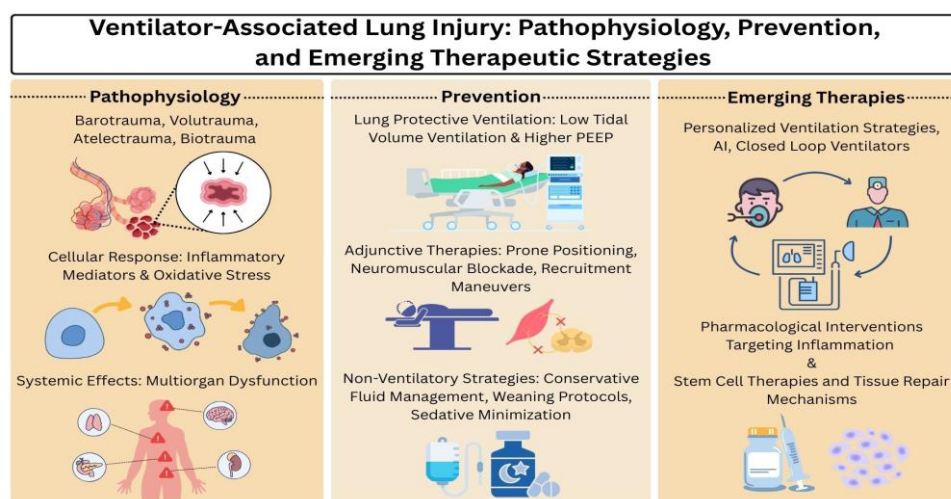 Ventilator-Associated Lung Injury: Pathophysiology, Prevention,
and Emerging Therapeutic Strategies
Pathophysiology
Barotrauma, Volutrauma,
Atelectrauma, Biotrauma
Cellular Response: Inflammatory
Mediators & Oxidative Stress
Systemic Effects: Multiorgan Dysfunction
Prevention
Lung Protective Ventilation: Low Tidal
Volume Ventilation & Higher PEEP
Adjunctive Therapies: Prone Positioning,
Neuromuscular Blockade, Recruitment
Maneuvers
Non-Ventilatory Strategies: Conservative
Fluid Management, Weaning Protocols,
Sedative Minimization
Emerging Therapies
Personalized Ventilation Strategies,
AI, Closed Loop Ventilators
Pharmacological Interventions
Targeting Inflammation
&
Stem Cell Therapies and Tissue Repair
Mechanisms